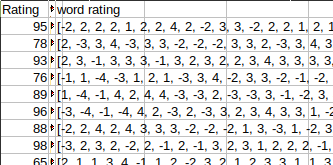 Rating word rating
95 [-2, 2, 2, 2, 1, 2, 2, 4, 2, -2, 3, 3, -2, 2, 2, 1, 2, 1
78 [2, -3, 3, 4, -3, 3, 3, -2, -2, -2, 3, 3, 2, -3, 3, 4, 3
93 [2, 3, -1, 3, 3, 3, -1, 3, 2, 3, 2, 2, 3, 4, 3, 3, 3, 3
76 [-1, 1, -4, -3, 1, 2, 1, -3, 3, 4, -2, 3, 3, -2, -1, -2,
89 [1, -4, -1, 4, 2, 4, 4, -3, -3, 2, -3, -3, 3, -1, -2, 3,
96 [-3, -4, -1, -4, 4, 2, -3, 2, -3, 3, 2, 3, 4, 3, 3, 1, -2
88 [-2, 2, 4, 2, 4, 3, 3, 3, -2, -2, -2, 1, 3, -3, 1, -2, 3
98 [-3, 2, 3, 2, -2, 2, -1, 2, -1, 3, 2, 3, 1, 2, 2, 2, -1,
65 [2, 1, 1, 3, 4, -1, 1, 2, -2, 3, 2,